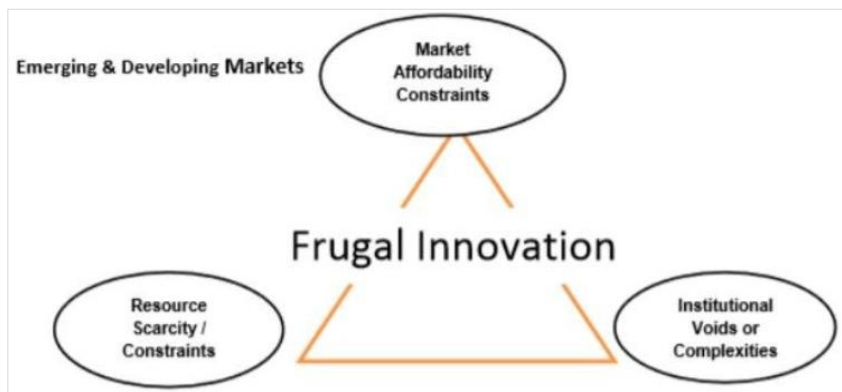 Emerging & Developing Markets
Market
Affordability
Constraints
Frugal Innovation
Resource
Scarcity /
Constraints
Institutional
Voids or
Complexities